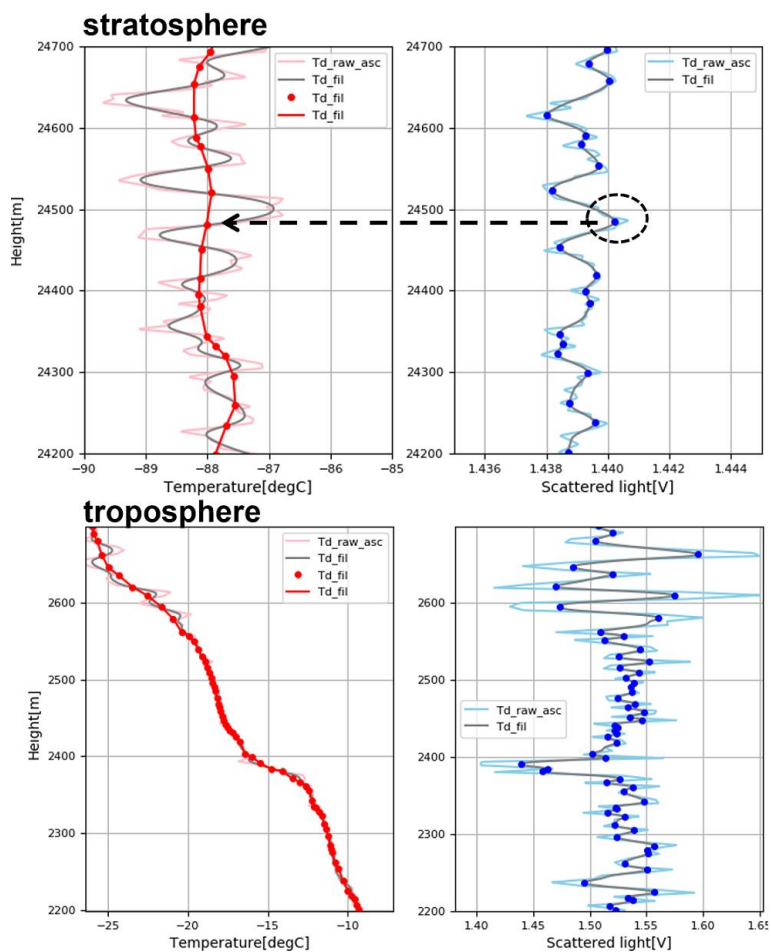 stratosphere
24700
24600
24500
24400
24300
24200
Height[m]
−90 −89 −88 −87 −86 −85
Temperature[degC]
Td_raw_asc
Td_fil
Td_fil
Td_fil
24700
24600
24500
24400
24300
24200
1.436 1.438 1.440 1.442 1.444
Scattered light[V]
Td_raw_asc
Td_fil
troposphere
2600
2500
2400
2300
2200
Height[m]
−25 −20 −15 −10
Temperature[degC]
Td_raw_asc
Td_fil
Td_fil
Td_fil
2600
2500
2400
2300
2200
1.40 1.45 1.50 1.55 1.60 1.65
Scattered light[V]
Td_raw_asc
Td_fil